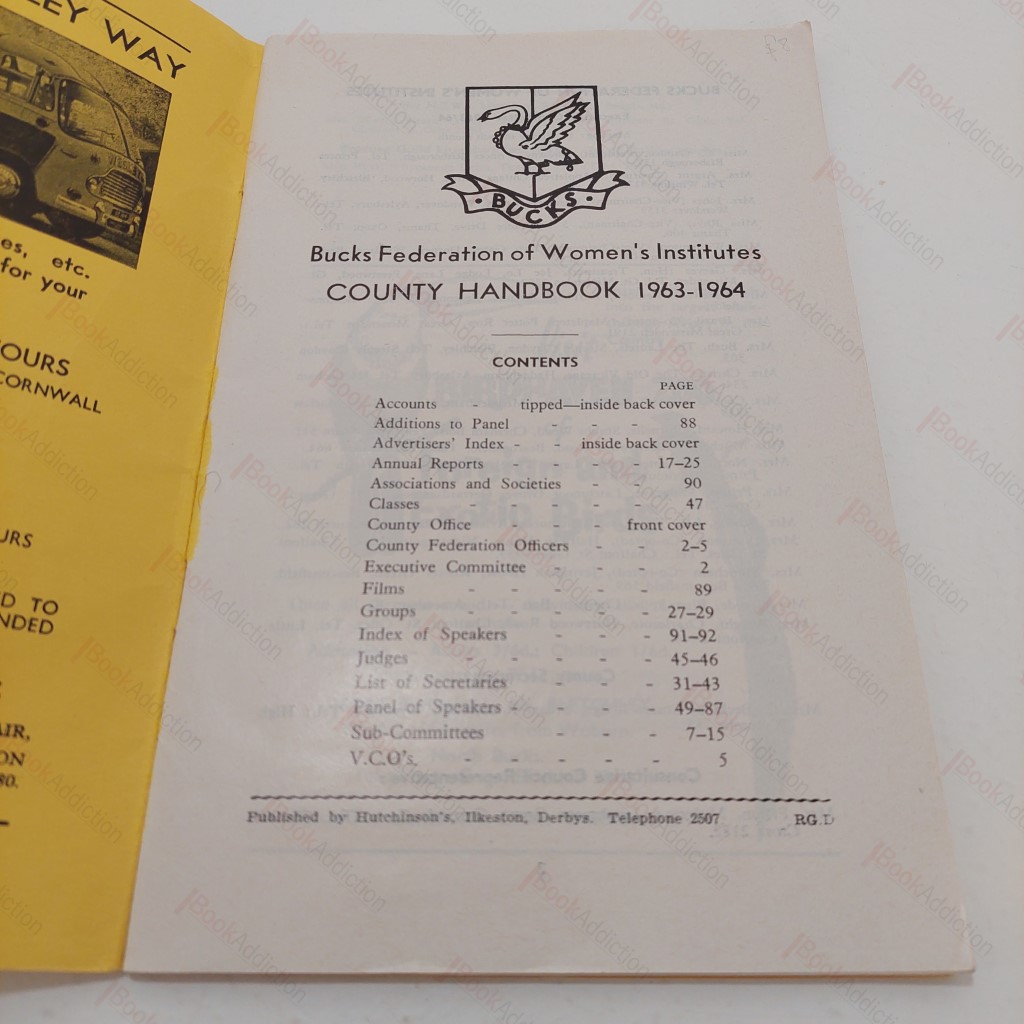 LEY WAY
es, etc.
for your
OURS
CORNWALL
URS
D TO
NDED
AIR,
ON
80.
£8
BUCKS
Bucks Federation of Women's Institutes
COUNTY HANDBOOK 1963-1964
CONTENTS
PAGE
Accounts - tipped—inside back cover
Additions to Panel - - - 88
Advertisers' Index - - inside back cover
Annual Reports - - - - 17–25
Associations and Societies - - 90
Classes - - - - 47
County Office - - - front cover
County Federation Officers - - 2–5
Executive Committee - - - 2
Films - - - - - 89
Groups - - - - - 27–29
Index of Speakers - - - 91–92
Judges - - - - - 45–46
List of Secretaries - - - 31–43
Panel of Speakers - - - - 49–87
Sub-Committees - - - 7–15
V.C.O's. - - - - - 5
Published by Hutchinson's, Ilkeston, Derbys. Telephone 2507 RG.D
BookAddiction